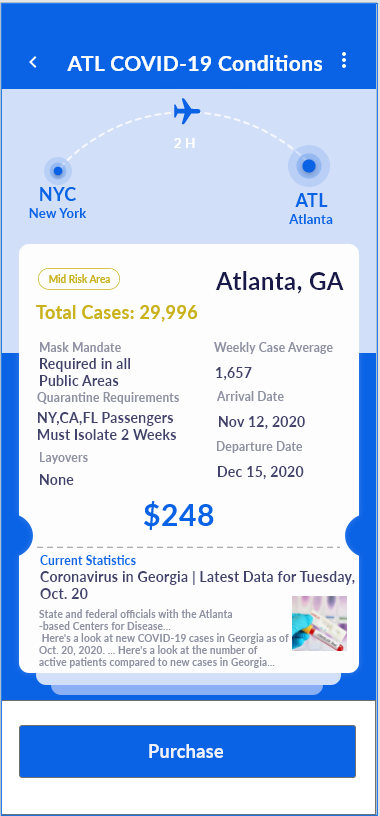 ATL COVID-19 Conditions
2 H
NYC
New York
ATL
Atlanta
Mid Risk Area
Atlanta, GA
Total Cases: 29,996
Mask Mandate
Required in all
Public Areas
Weekly Case Average
1,657
Quarantine Requirements
NY,CA,FL Passengers
Must Isolate 2 Weeks
Arrival Date
Nov 12, 2020
Layovers
None
Departure Date
Dec 15, 2020
$248
Current Statistics
Coronavirus in Georgia | Latest Data for Tuesday,
Oct. 20
State and federal officials with the Atlanta
-based Centers for Disease...
Here's a look at new COVID-19 cases in Georgia as of
Oct. 20, 2020. ... Here's a look at the number of
active patients compared to new cases in Georgia...
Purchase